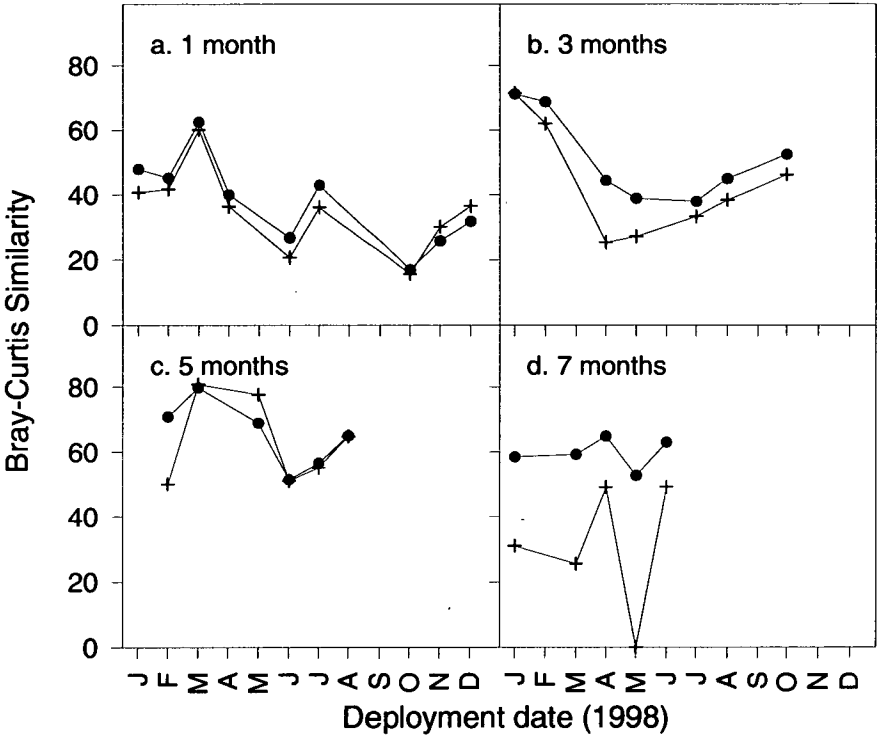 a. 1 month
b. 3 months
80
60
40
20
0
c. 5 months
d. 7 months
80
60
40
20
0
Bray-Curtis Similarity
J F M A M J J A S O N D
J F M A M J J A S O N D
Deployment date (1998)